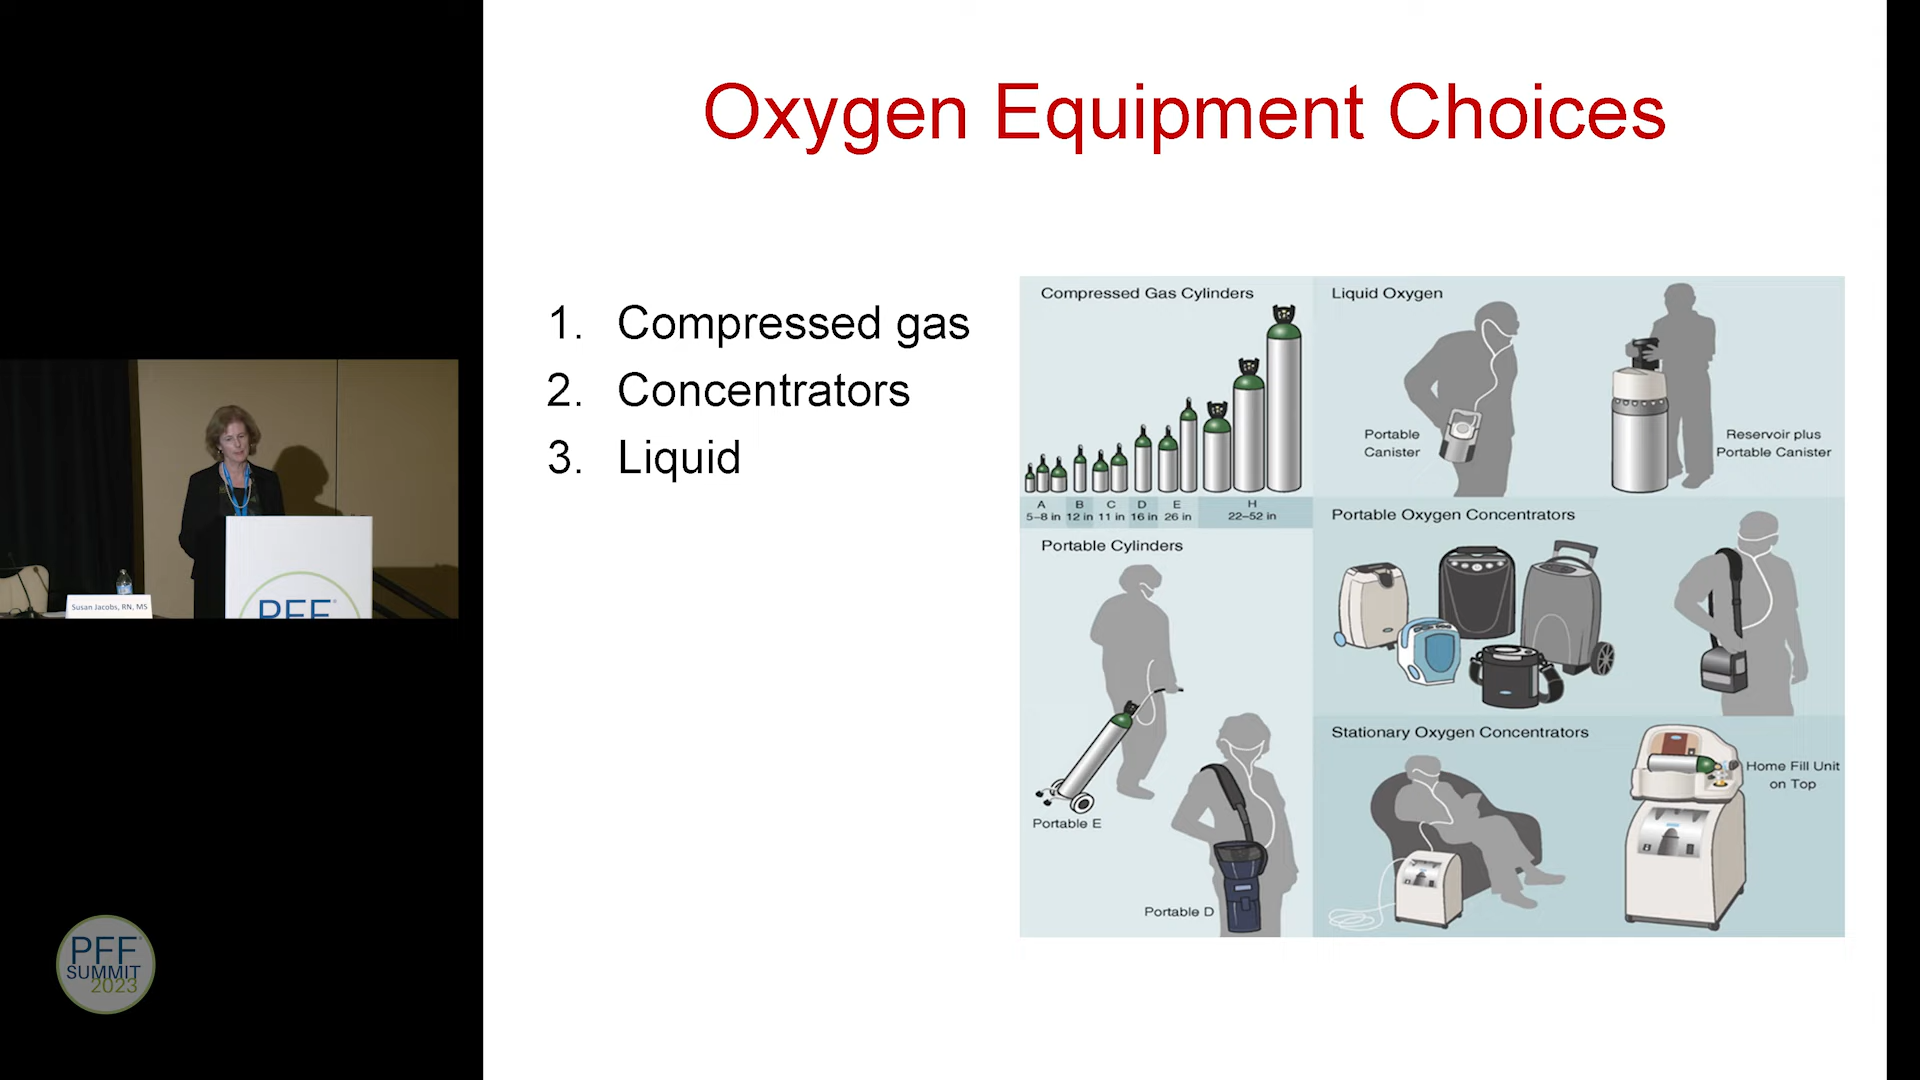 Oxygen Equipment Choices
1. Compressed gas
2. Concentrators
3. Liquid
Compressed Gas Cylinders
A B C D E H
5–8 in 12 in 11 in 16 in 26 in 22–52 in
Portable Cylinders
Portable E
Portable D
Liquid Oxygen
Portable
Canister
Reservoir plus
Portable Canister
Portable Oxygen Concentrators
Stationary Oxygen Concentrators
Home Fill Unit
on Top
Susan Jacobs, RN, MS
PFF
PFF
SUMMIT
2023